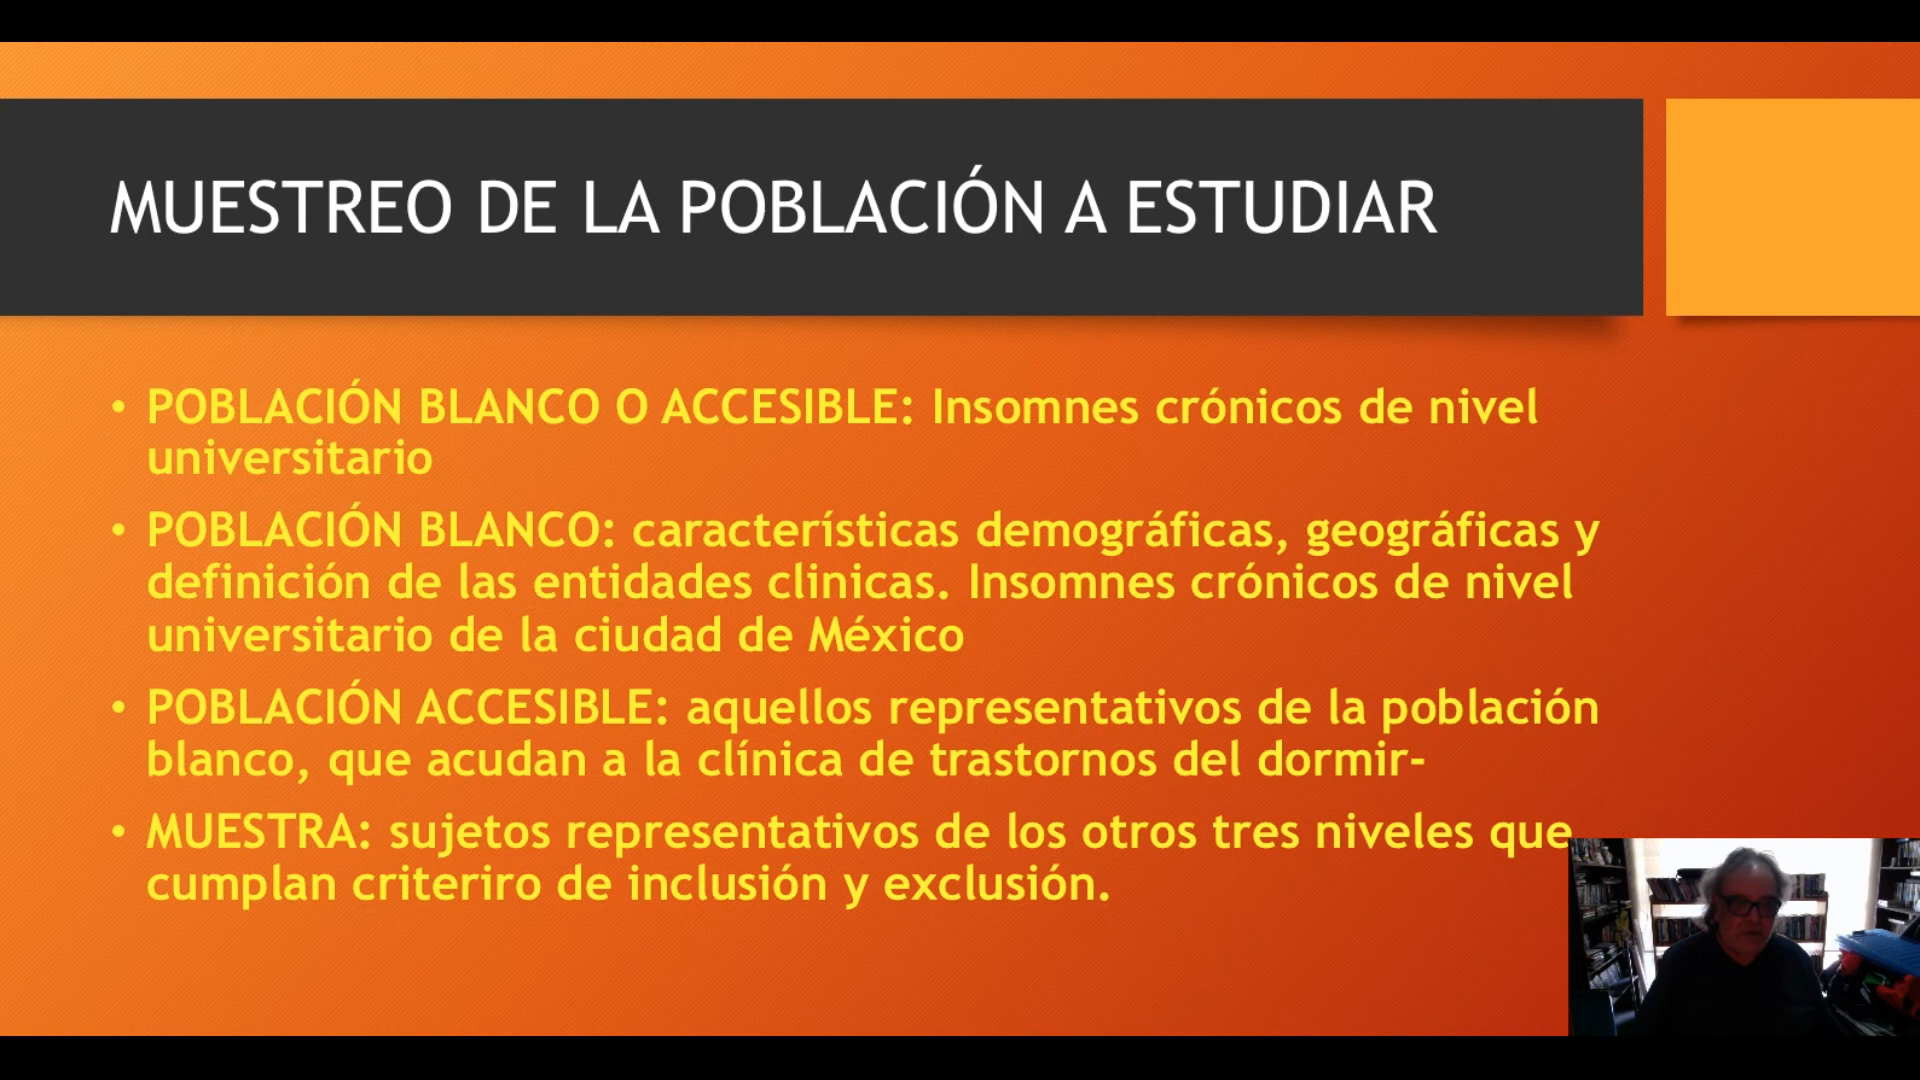 MUESTREO DE LA POBLACIÓN A ESTUDIAR
• POBLACIÓN BLANCO O ACCESIBLE: Insomnes crónicos de nivel
universitario
• POBLACIÓN BLANCO: características demográficas, geográficas y
definición de las entidades clinicas. Insomnes crónicos de nivel
universitario de la ciudad de México
• POBLACIÓN ACCESIBLE: aquellos representativos de la población
blanco, que acudan a la clínica de trastornos del dormir-
• MUESTRA: sujetos representativos de los otros tres niveles que
cumplan criteriro de inclusión y exclusión.